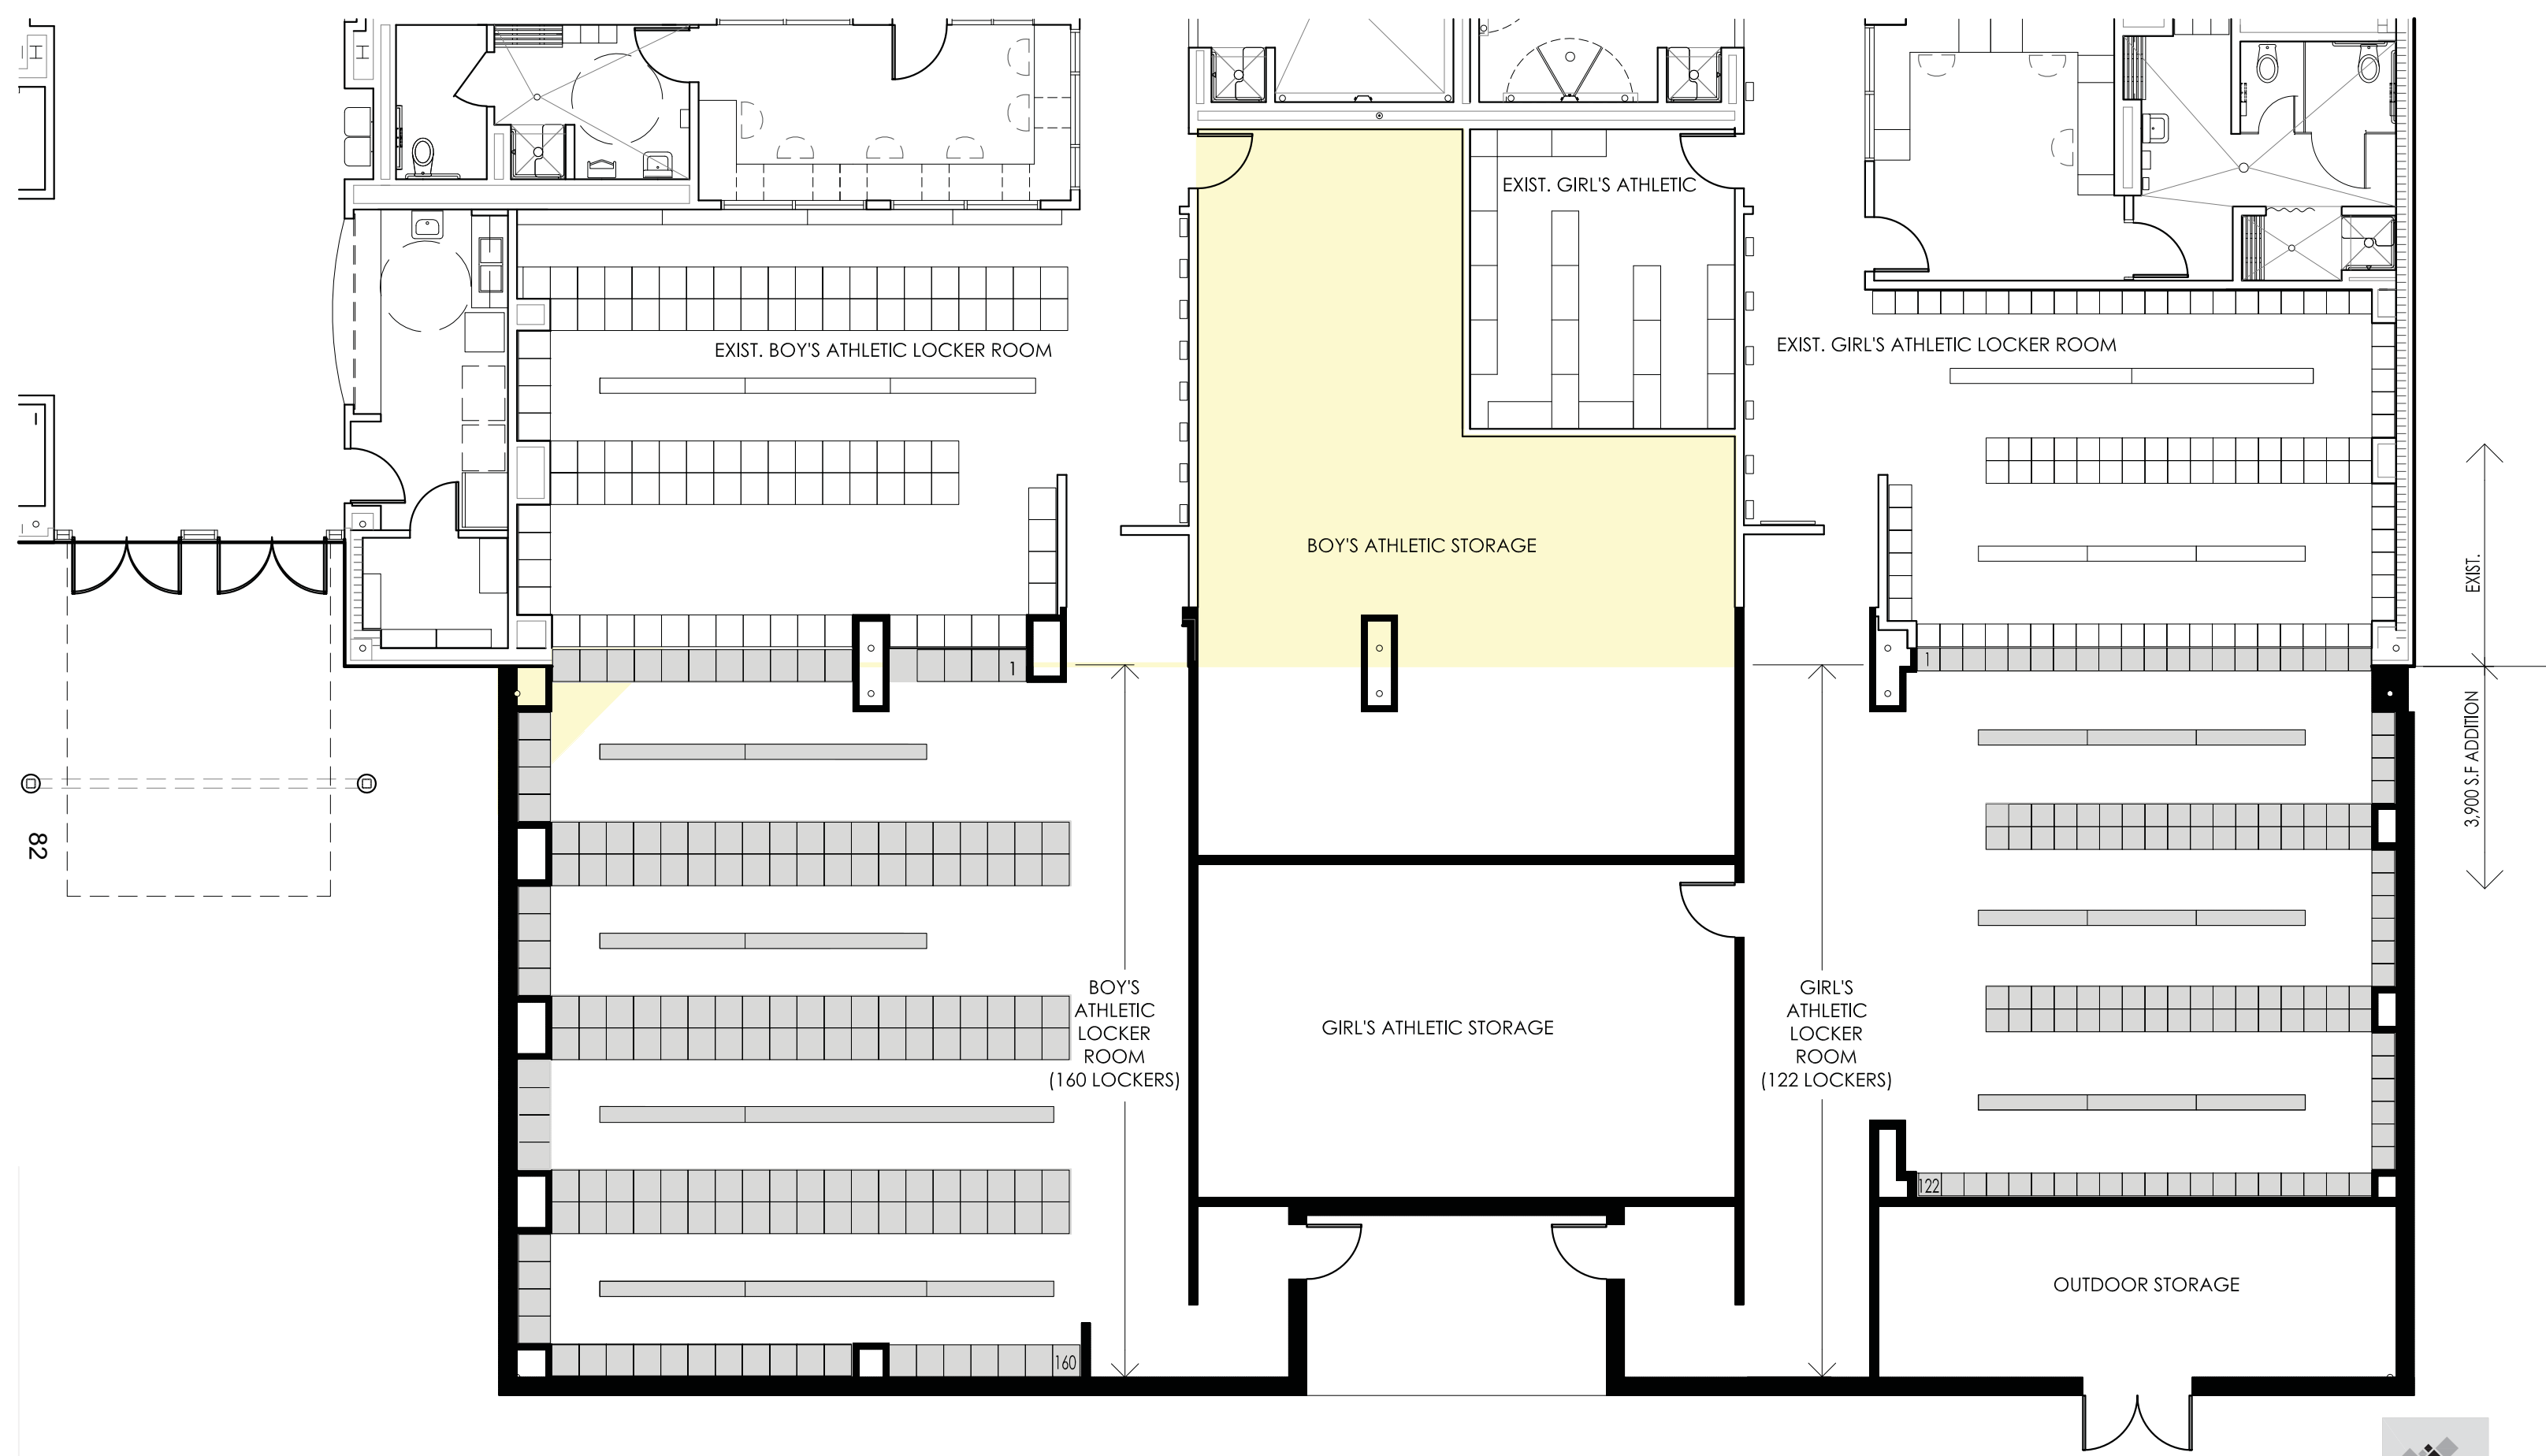 H
H
EXIST. GIRL'S ATHLETIC
EXIST. BOY'S ATHLETIC LOCKER ROOM
EXIST. GIRL'S ATHLETIC LOCKER ROOM
BOY'S ATHLETIC STORAGE
EXIST.
1
1
3,900 S.F ADDITION
82
BOY'S
ATHLETIC
LOCKER
ROOM
(160 LOCKERS)
GIRL'S ATHLETIC STORAGE
GIRL'S
ATHLETIC
LOCKER
ROOM
(122 LOCKERS)
122
OUTDOOR STORAGE
160